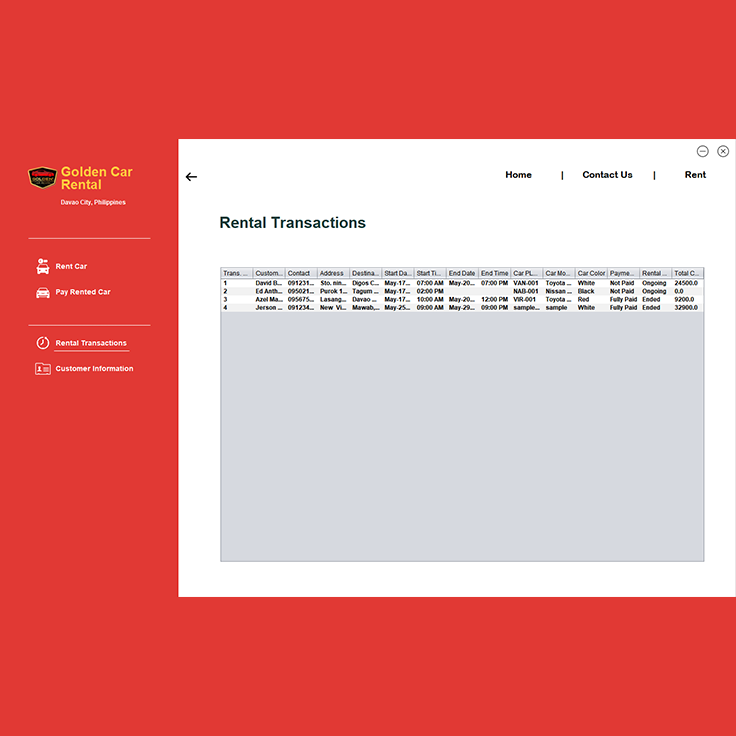 Golden Car
Rental
Davao City, Philippines
Rent Car
Pay Rented Car
Rental Transactions
Customer Information
Home | Contact Us | Rent
Rental Transactions
Trans. ... Custom... Contact Address Destina... Start Da... Start Ti... End Date End Time Car PL... Car Mo... Car Color Payme... Rental ... Total C...
1 David B... 091231... Sto. nin... Digos C... May-17... 07:00 AM May-20... 07:00 PM VAN-001 Toyota ... White Not Paid Ongoing 24500.0
2 Ed Anth... 095021... Purok 1... Tagum ... May-17... 02:00 PM NAB-001 Nissan ... Black Not Paid Ongoing 0.0
3 Azel Ma... 095675... Lasang... Davao ... May-17... 10:00 AM May-20... 12:00 PM VIR-001 Toyota ... Red Fully Paid Ended 9200.0
4 Jerson ... 091234... New Vi... Mawab,... May-25... 09:00 AM May-29... 09:00 PM sample... sample White Fully Paid Ended 32900.0